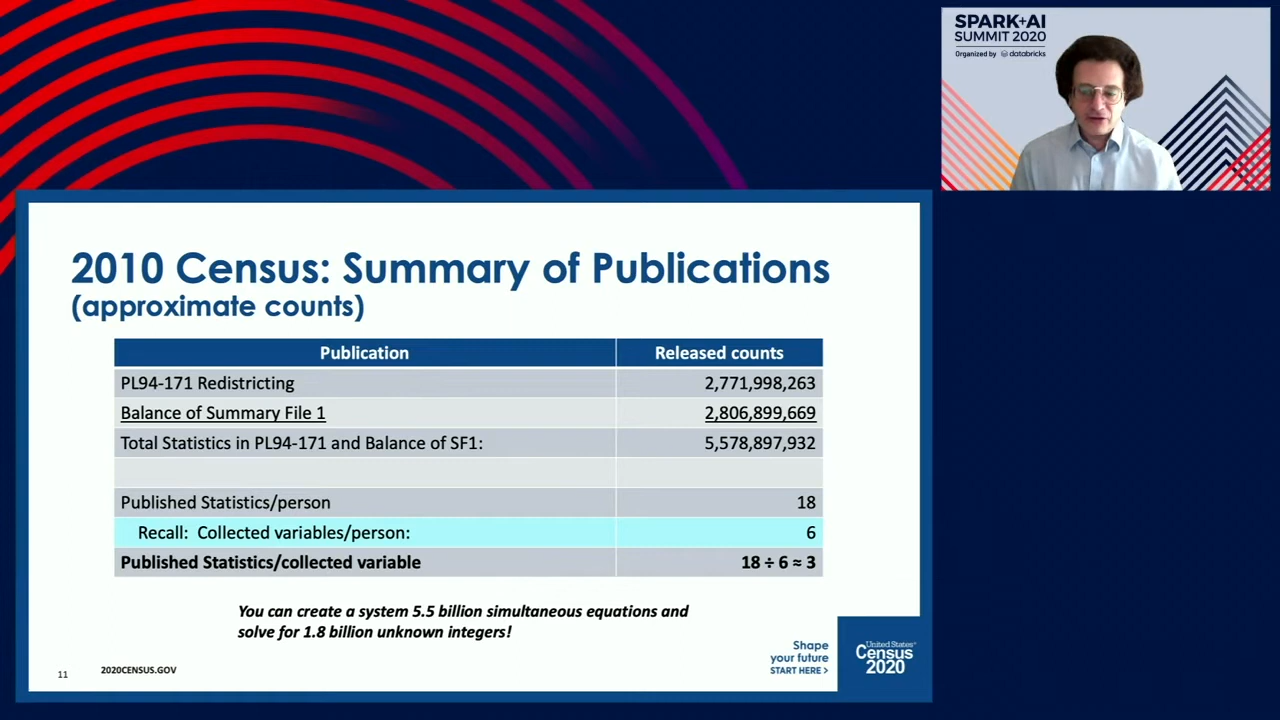 SPARK+AI
SUMMIT 2020
Organized by databricks
2010 Census: Summary of Publications
(approximate counts)
Publication Released counts
PL94-171 Redistricting 2,771,998,263
Balance of Summary File 1 2,806,899,669
Total Statistics in PL94-171 and Balance of SF1: 5,578,897,932
Published Statistics/person 18
Recall: Collected variables/person: 6
Published Statistics/collected variable 18 ÷ 6 ≈ 3
You can create a system 5.5 billion simultaneous equations and
solve for 1.8 billion unknown integers!
Shape
your future
START HERE >
United States®
Census
2020
11 2020CENSUS.GOV